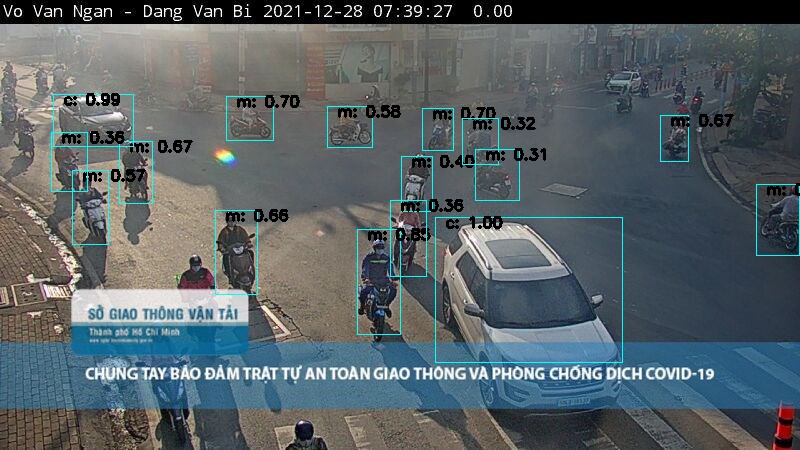 Vo Van Ngan - Dang Van Bi 2021-12-28 07:39:27 0.00
c: 0.99
m: 0.70
m: 0.58
m: 0.70
m: 0.32
m: 0.67
m: 0.36
m: 0.67
m: 0.31
m: 0.57
m: 0.36
m: 0.66
c: 1.00
SỞ GIAO THÔNG VẬN TẢI
Thành phố Hồ Chí Minh
CHUNG TAY BẢO ĐẢM TRẬT TỰ AN TOÀN GIAO THÔNG VÀ PHÒNG CHỐNG DỊCH COVID-19